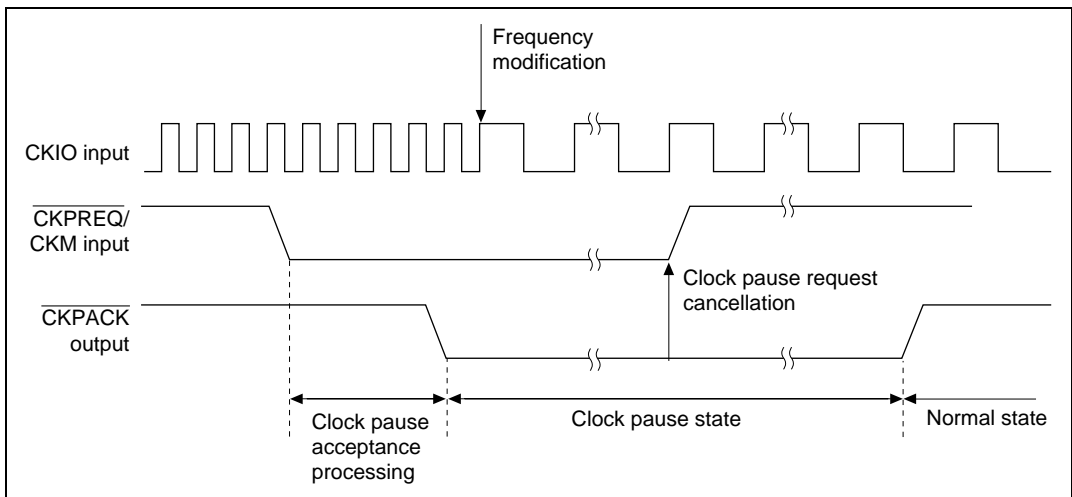 Frequency
modification
CKIO input
CKPREQ/
CKM input
Clock pause request
cancellation
CKPACK
output
Clock pause
acceptance
processing
Clock pause state
Normal state